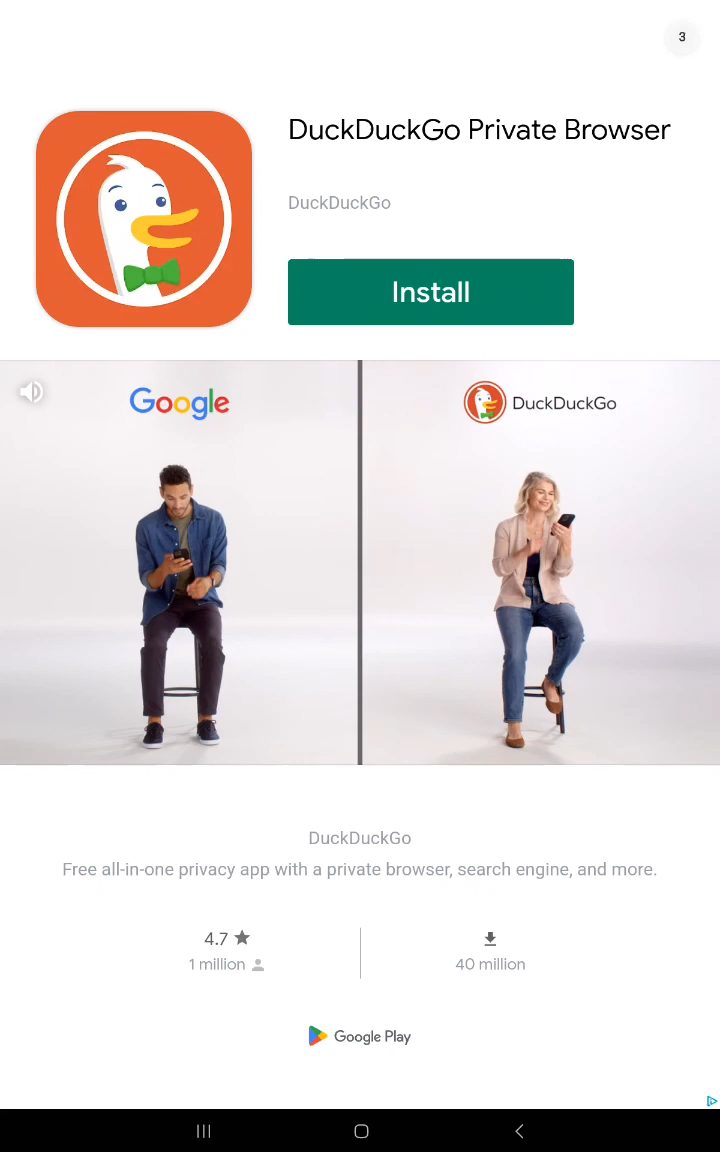 3
DuckDuckGo Private Browser
DuckDuckGo
Install
Google
DuckDuckGo
DuckDuckGo
Free all-in-one privacy app with a private browser, search engine, and more.
4.7
1 million
40 million
Google Play